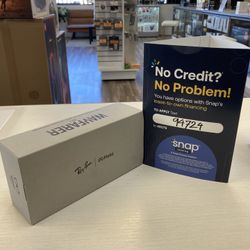 WAYFARER
Ray-Ban
No Credit?
No Problem!
You have options with Snap's
lease-to-own financing
TO APPLY Text
99724
snap